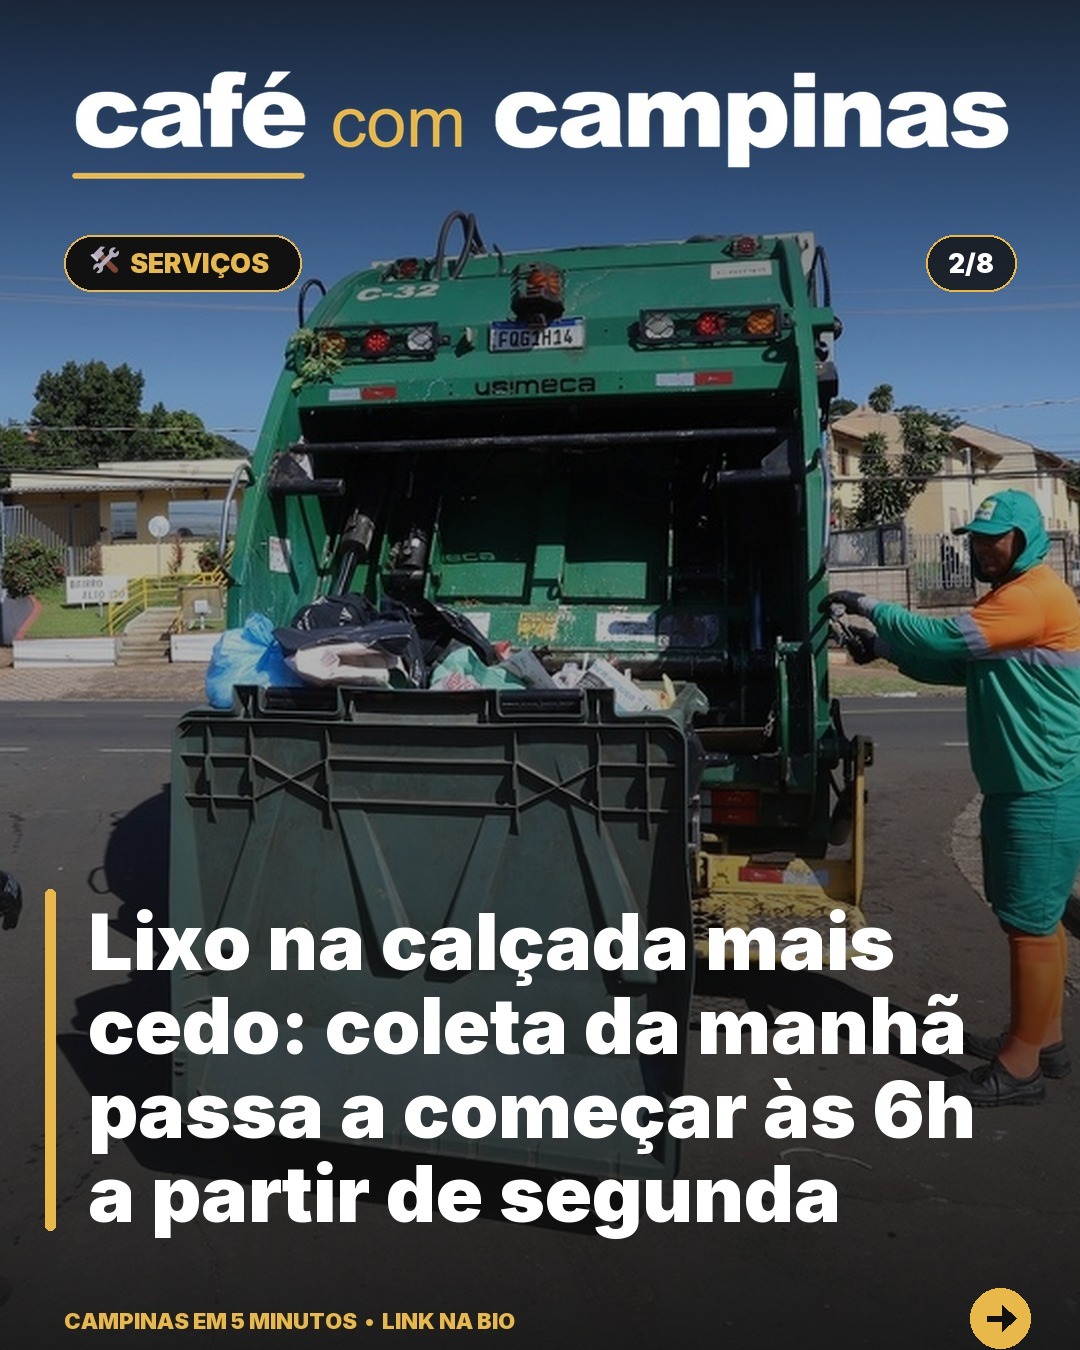 café com campinas
🛠 SERVIÇOS
2/8
C-32
FQG1H14
usimeca
Lixo na calçada mais
cedo: coleta da manhã
passa a começar às 6h
a partir de segunda
CAMPINAS EM 5 MINUTOS • LINK NA BIO